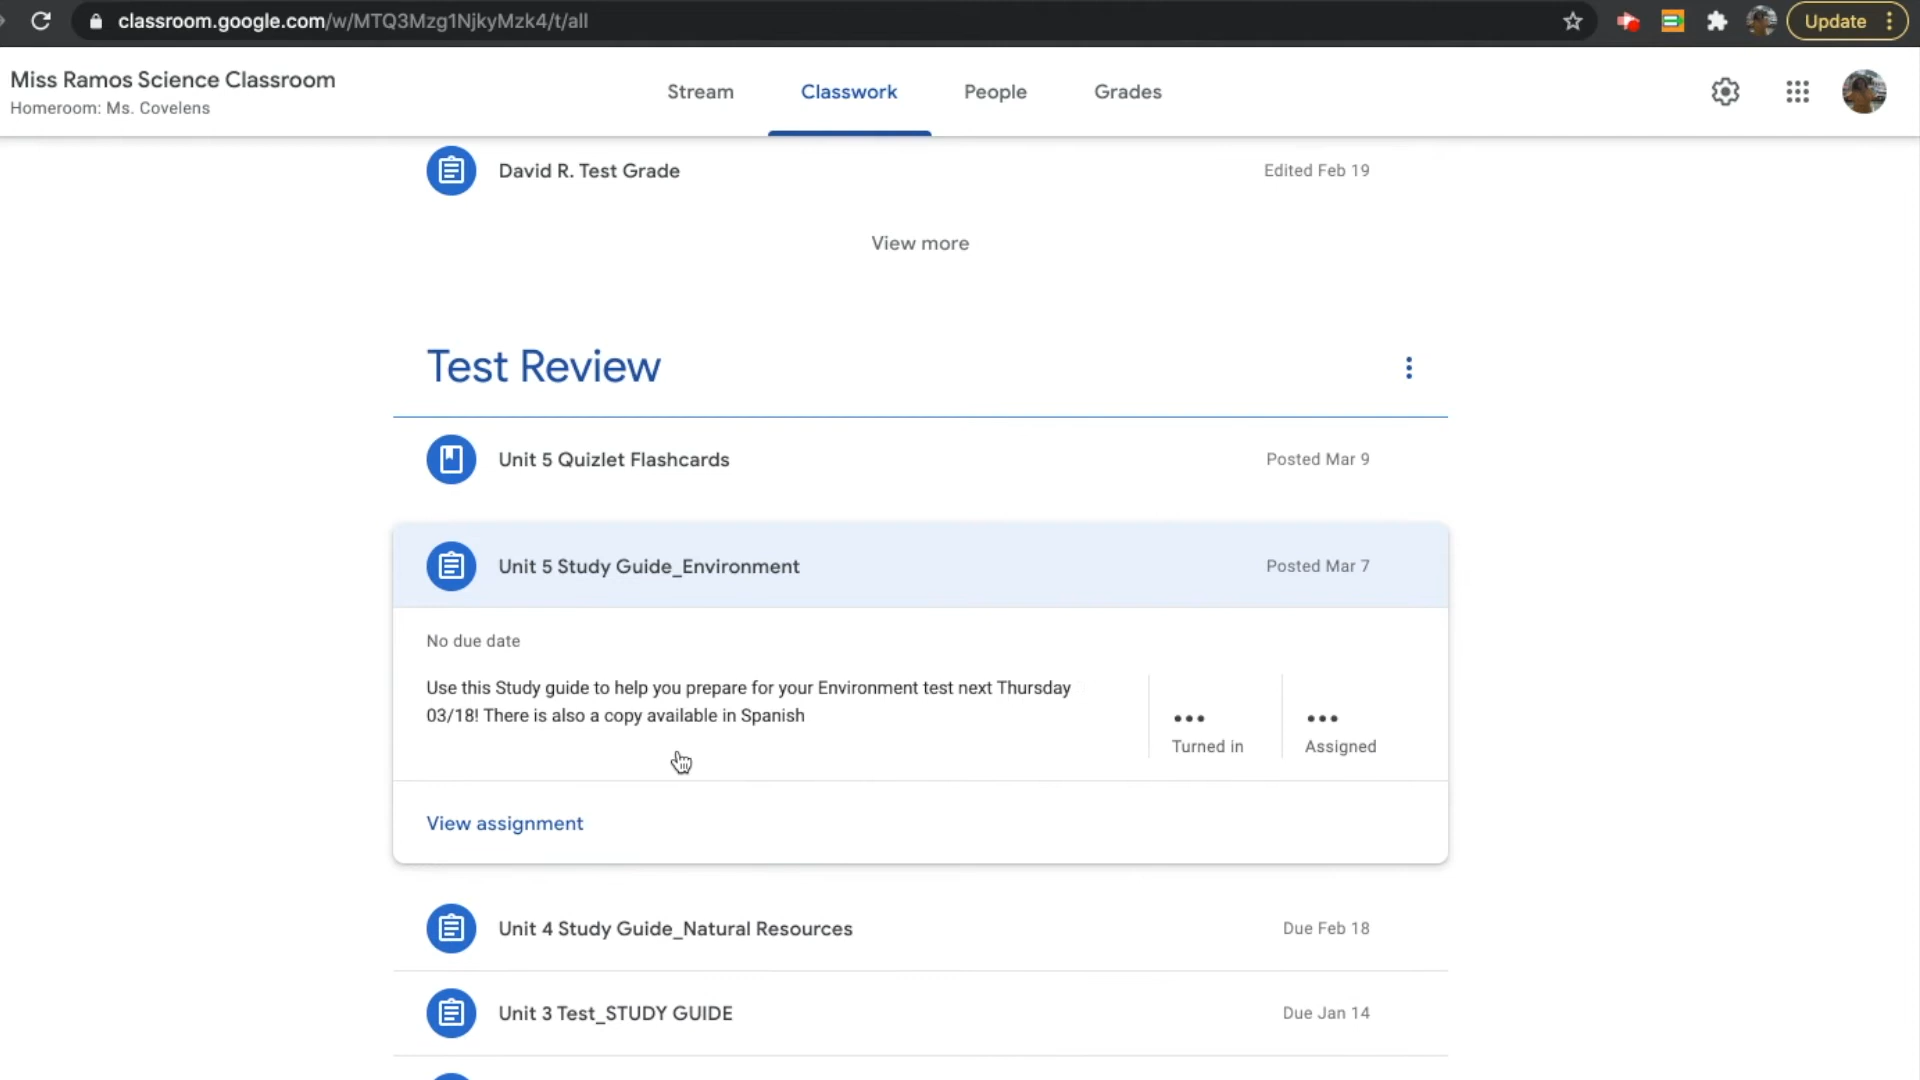 classroom.google.com/w/MTQ3Mzg1NjkyMzk4/t/all
Update
Miss Ramos Science Classroom
Homeroom: Ms. Covelens
Stream
Classwork
People
Grades
David R. Test Grade
Edited Feb 19
View more
Test Review
Unit 5 Quizlet Flashcards
Posted Mar 9
Unit 5 Study Guide_Environment
Posted Mar 7
No due date
Use this Study guide to help you prepare for your Environment test next Thursday
03/18! There is also a copy available in Spanish
Turned in
Assigned
View assignment
Unit 4 Study Guide_Natural Resources
Due Feb 18
Unit 3 Test_STUDY GUIDE
Due Jan 14